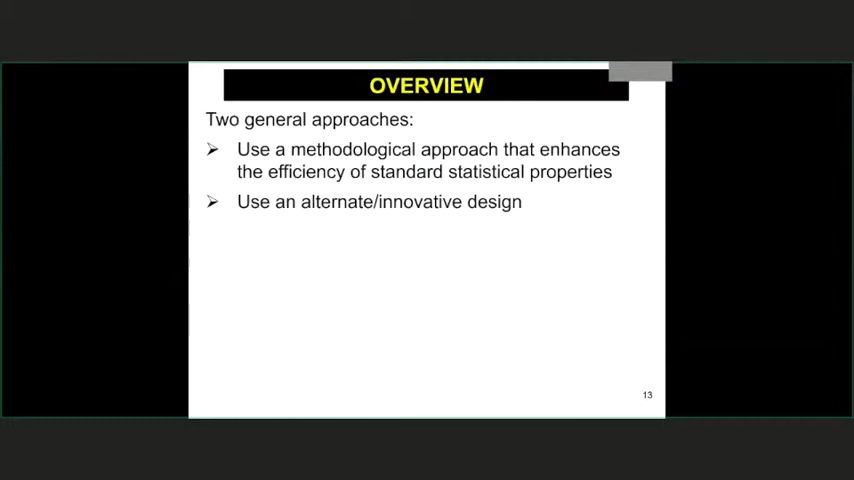 OVERVIEW
Two general approaches:
➢ Use a methodological approach that enhances
the efficiency of standard statistical properties
➢ Use an alternate/innovative design
13